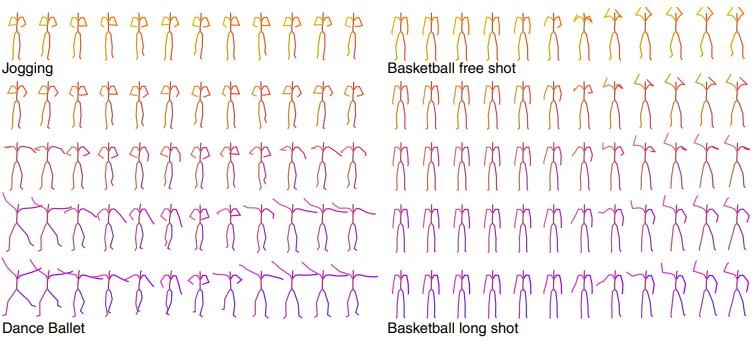 Jogging
Basketball free shot
Dance Ballet
Basketball long shot